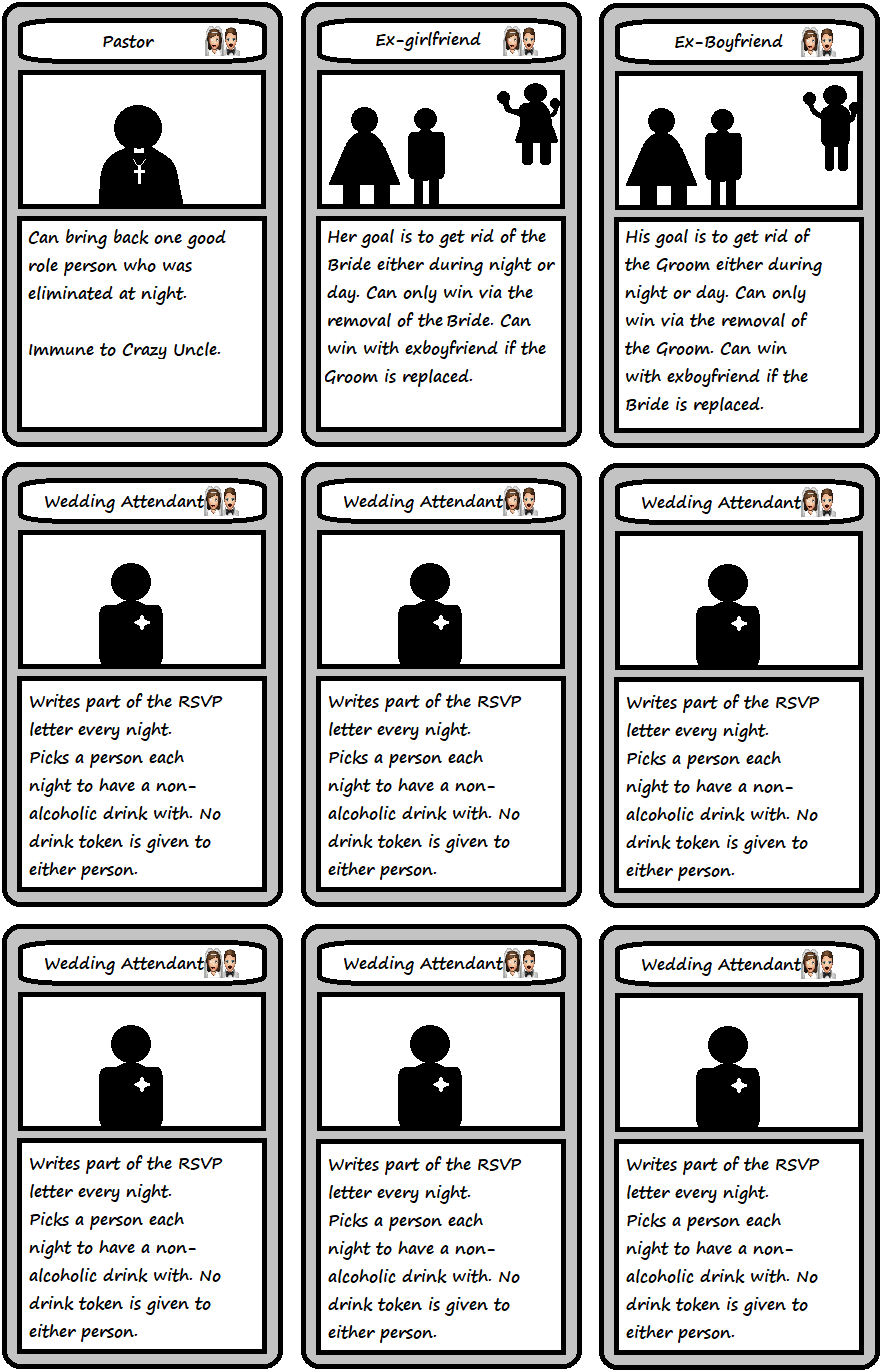 Pastor
Can bring back one good
role person who was
eliminated at night.
Immune to Crazy Uncle.
Ex-girlfriend
Her goal is to get rid of the
Bride either during night or
day. Can only win via the
removal of the Bride. Can
win with exboyfriend if the
Groom is replaced.
Ex-Boyfriend
His goal is to get rid of
the Groom either during
night or day. Can only
win via the removal of
the Groom. Can win
with exboyfriend if the
Bride is replaced.
Wedding Attendant
Writes part of the RSVP
letter every night.
Picks a person each
night to have a non-
alcoholic drink with. No
drink token is given to
either person.
Wedding Attendant
Writes part of the RSVP
letter every night.
Picks a person each
night to have a non-
alcoholic drink with. No
drink token is given to
either person.
Wedding Attendant
Writes part of the RSVP
letter every night.
Picks a person each
night to have a non-
alcoholic drink with. No
drink token is given to
either person.
Wedding Attendant
Writes part of the RSVP
letter every night.
Picks a person each
night to have a non-
alcoholic drink with. No
drink token is given to
either person.
Wedding Attendant
Writes part of the RSVP
letter every night.
Picks a person each
night to have a non-
alcoholic drink with. No
drink token is given to
either person.
Wedding Attendant
Writes part of the RSVP
letter every night.
Picks a person each
night to have a non-
alcoholic drink with. No
drink token is given to
either person.